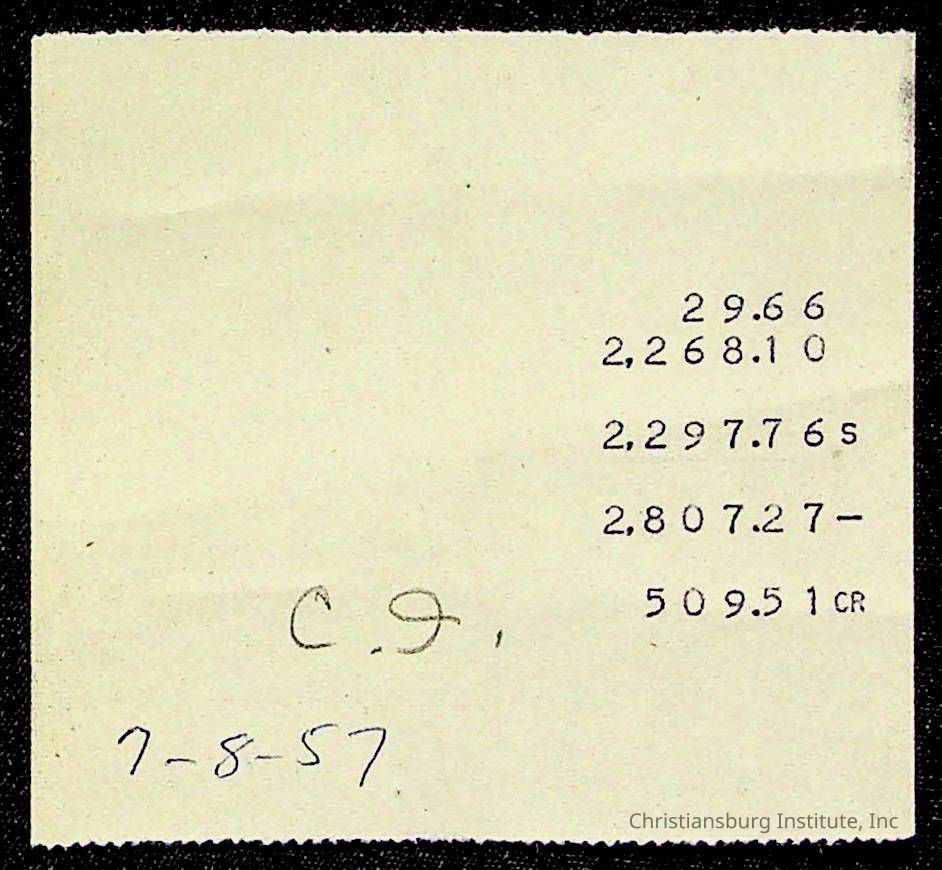 29.66
2,268.10
2,297.76 S
2,807.27 –
509.51 CR
C.I.
7-8-57
Christiansburg Institute, Inc